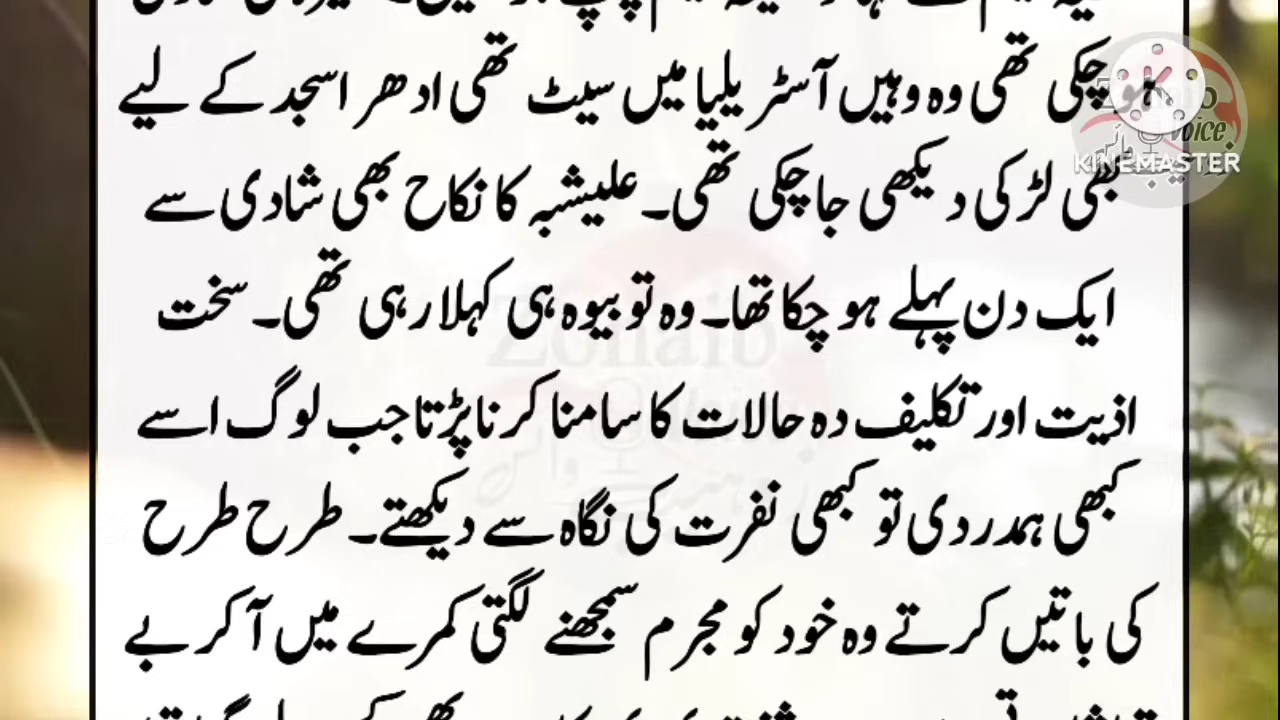 ہو چکی تھی وہ وہیں آسٹریلیا میں سیٹ تھی ادھر اسجد کے لیے
بھی لڑکی دیکھی جا چکی تھی۔ علیشبہ کا نکاح بھی شادی سے
ایک دن پہلے ہو چکا تھا۔ وہ تو بیوہ ہی کہلا رہی تھی۔ سخت
اذیت اور تکلیف دہ حالات کا سامنا کرنا پڑتا جب لوگ اسے
کبھی ہمدردی تو کبھی نفرت کی نگاہ سے دیکھتے۔ طرح طرح
کی باتیں کرتے وہ خود کو مجرم سمجھنے لگتی کمرے میں آ کر بے
KINEMASTER
Voice
Zohaib